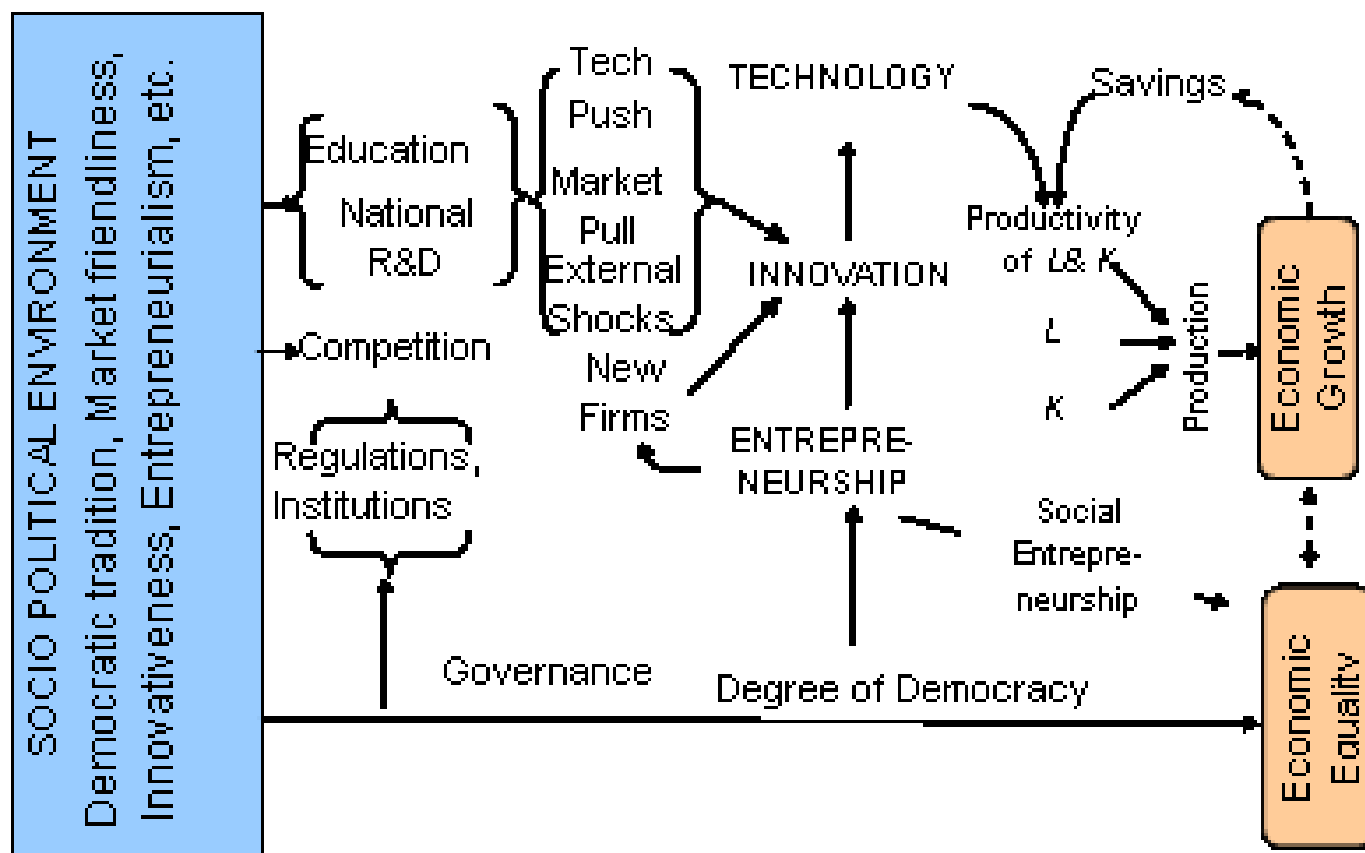 SOCIO POLITICAL ENVIRONMENT
Democratic tradition, Market friendliness,
Innovativeness, Entrepreneurialism, etc.
Education
National
R&D
Competition
Regulations,
Institutions
Tech
Push
Market
Pull
External
Shocks
New
Firms
TECHNOLOGY
INNOVATION
ENTREPRE-
NEURSHIP
Governance
Degree of Democracy
Savings
Productivity
of L& K
L
K
Production
Social
Entrepre-
neurship
Economic
Growth
Economic
Equality